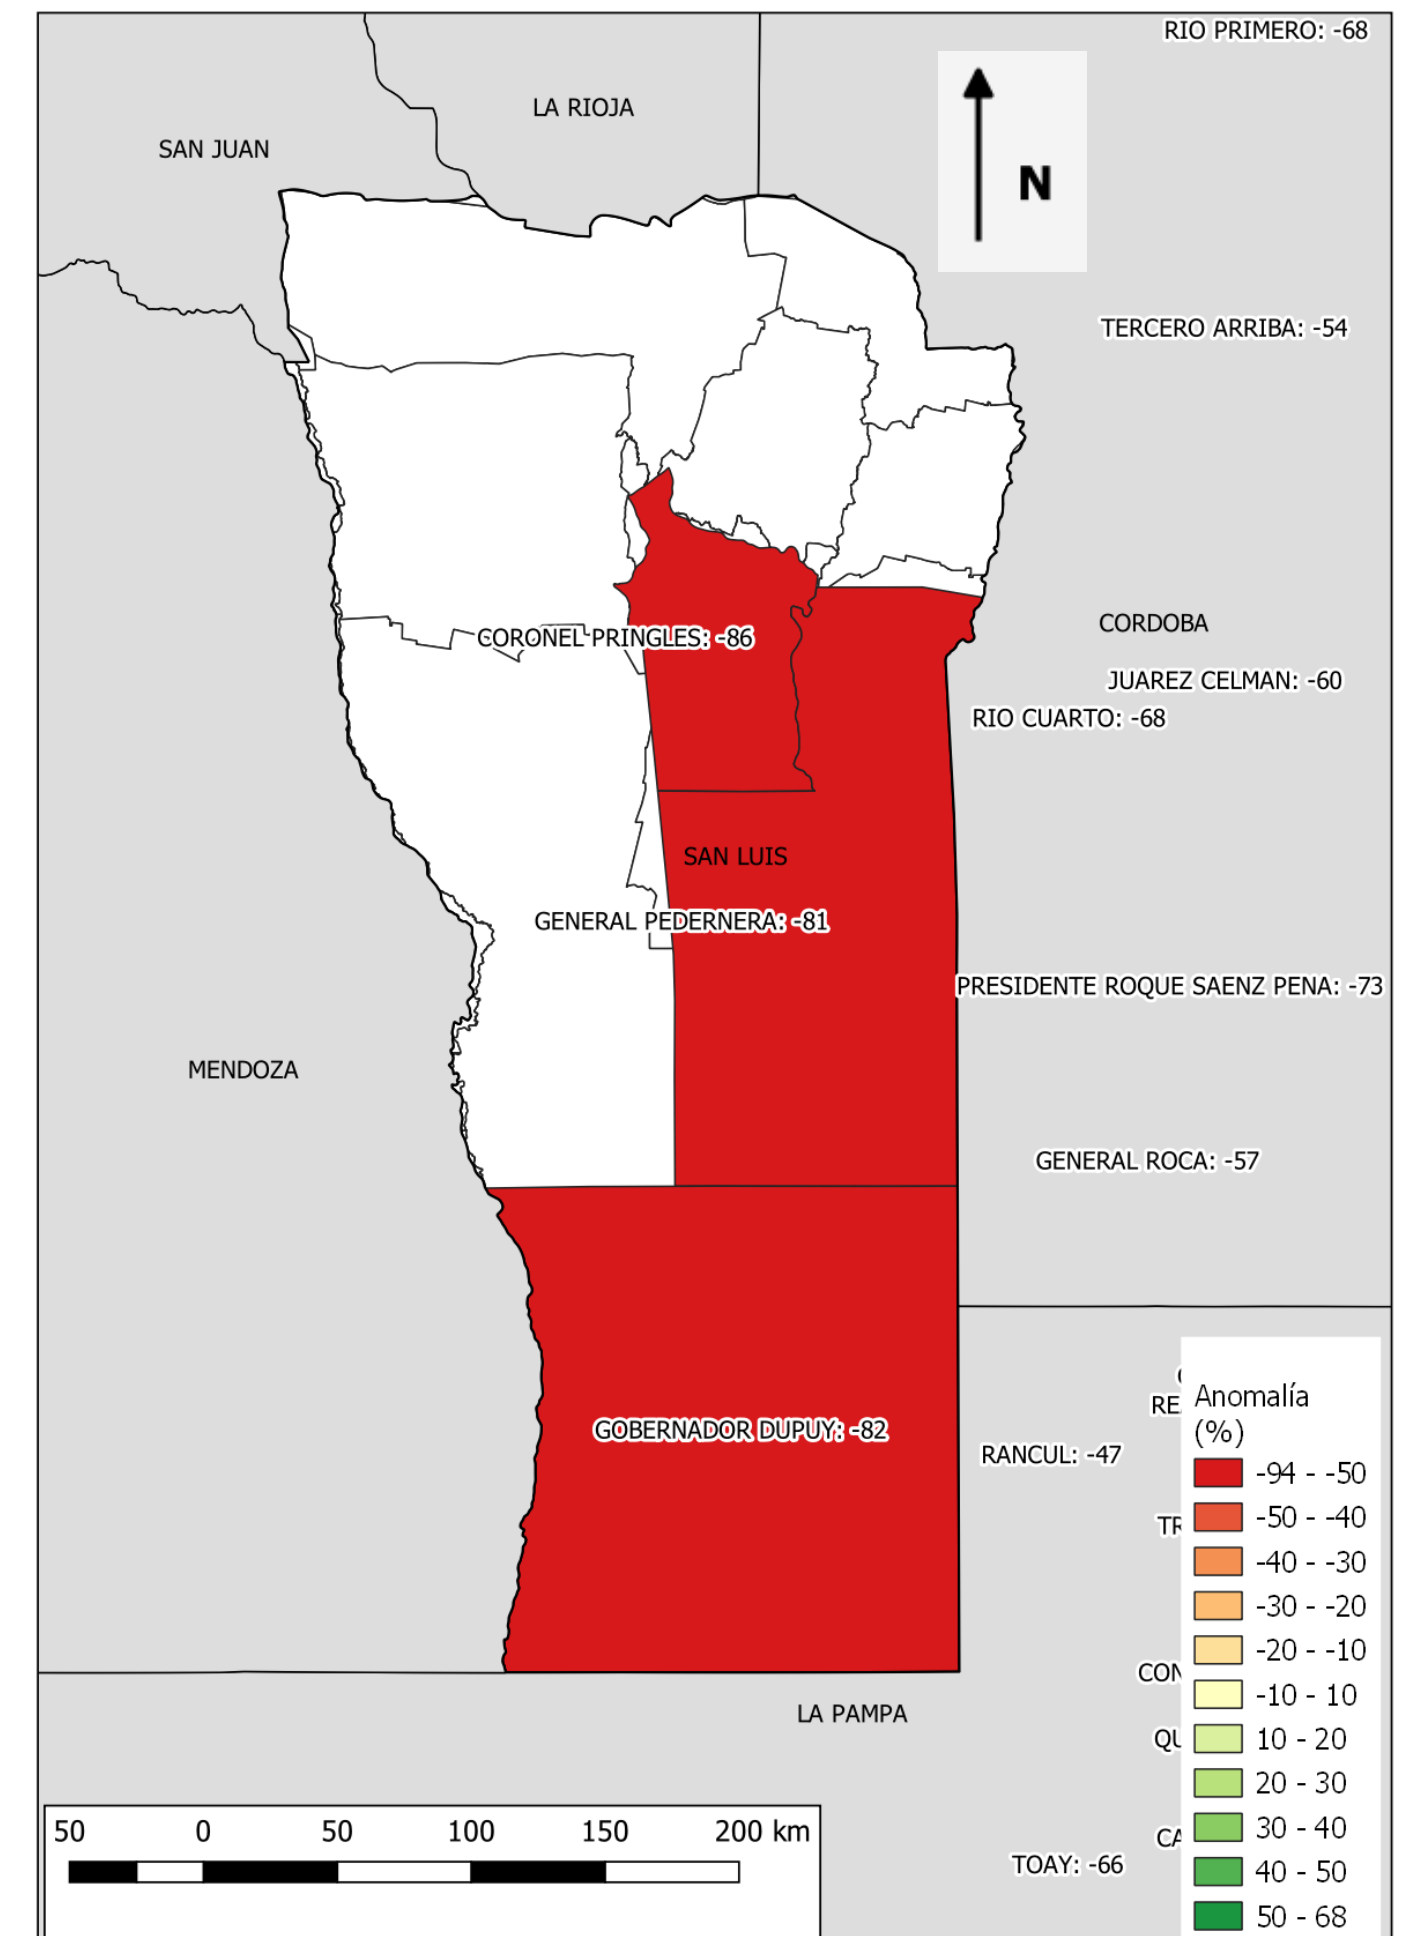 RIO PRIMERO: -68
LA RIOJA
SAN JUAN
N
TERCERO ARRIBA: -54
CORDOBA
CORONEL PRINGLES: -86
JUAREZ CELMAN: -60
RIO CUARTO: -68
SAN LUIS
GENERAL PEDERNERA: -81
PRESIDENTE ROQUE SAENZ PENA: -73
MENDOZA
GENERAL ROCA: -57
GOBERNADOR DUPUY: -82
RANCUL: -47
LA PAMPA
TOAY: -66
Anomalía
(%)
-94 - -50
-50 - -40
-40 - -30
-30 - -20
-20 - -10
-10 - 10
10 - 20
20 - 30
30 - 40
40 - 50
50 - 68
50 0 50 100 150 200 km